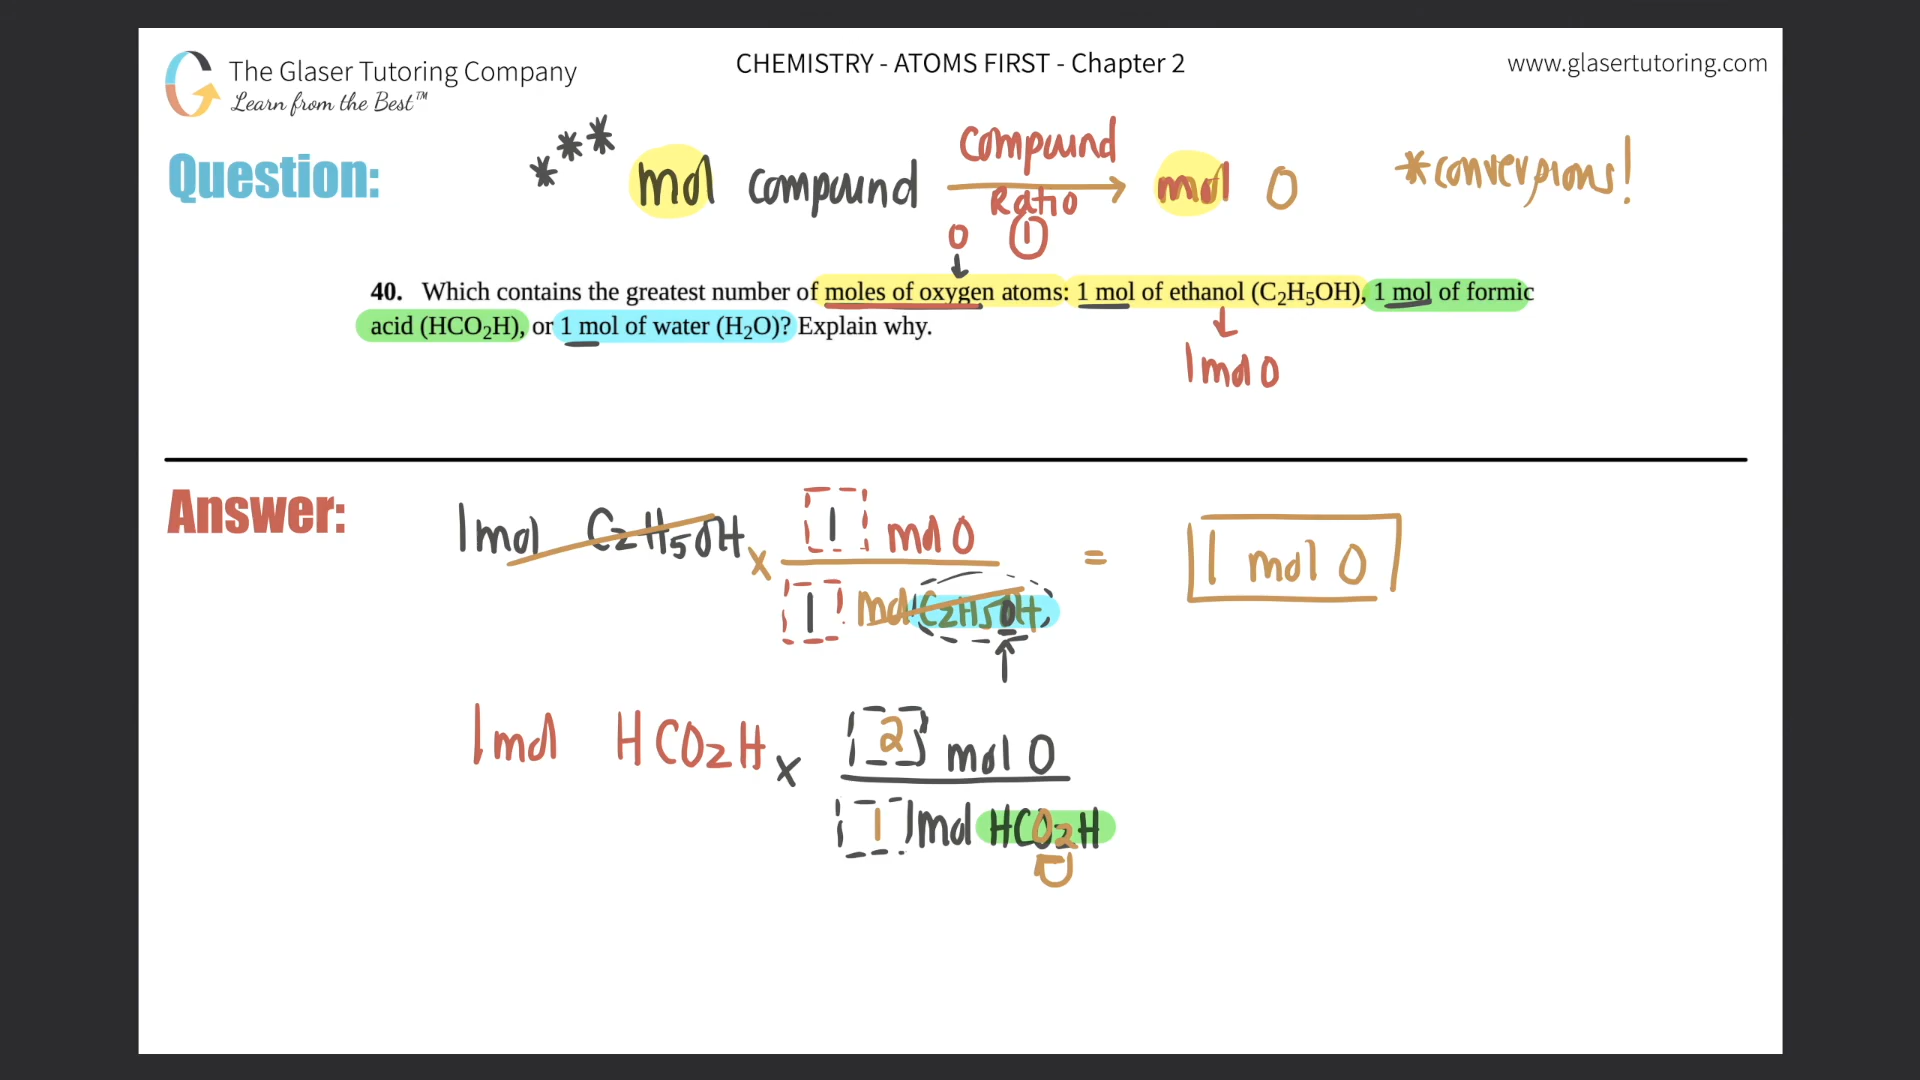 The Glaser Tutoring Company
Learn from the Best™
CHEMISTRY - ATOMS FIRST - Chapter 2
www.glasertutoring.com
Question:
*** mol compound compound Ratio mol O *conversions!
O ①
40. Which contains the greatest number of moles of oxygen atoms: 1 mol of ethanol (C₂H₅OH), 1 mol of formic
acid (HCO₂H), or 1 mol of water (H₂O)? Explain why.
1 mol O
Answer:
1 mol C₂H₅OH x 1 mol O = 1 mol O
1 mol C₂H₅OH
1 mol HCO₂H x 2 mol O
1 1 mol HCO₂H